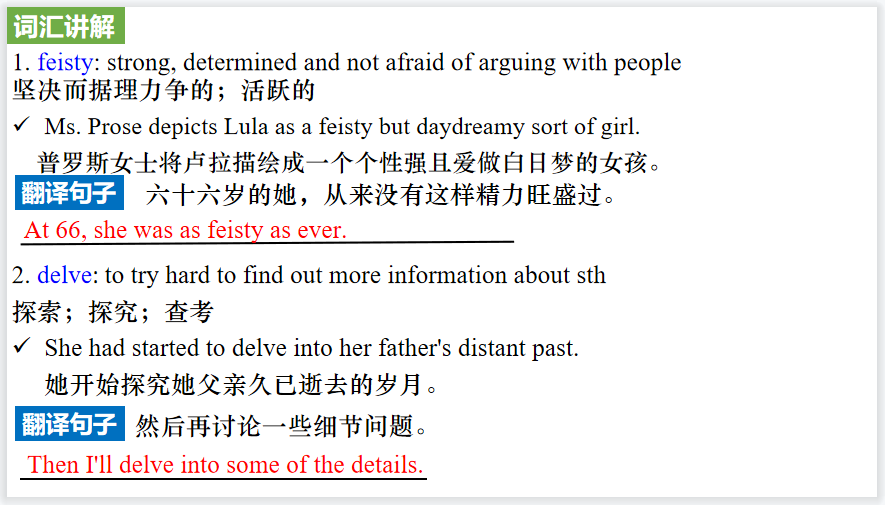 词汇讲解
1. feisty: strong, determined and not afraid of arguing with people
坚决而据理力争的；活跃的
✓ Ms. Prose depicts Lula as a feisty but daydreamy sort of girl.
普罗斯女士将卢拉描绘成一个个性强且爱做白日梦的女孩。
翻译句子 六十六岁的她，从来没有这样精力旺盛过。
At 66, she was as feisty as ever.
2. delve: to try hard to find out more information about sth
探索；探究；查考
✓ She had started to delve into her father's distant past.
她开始探究她父亲久已逝去的岁月。
翻译句子 然后再讨论一些细节问题。
Then I'll delve into some of the details.